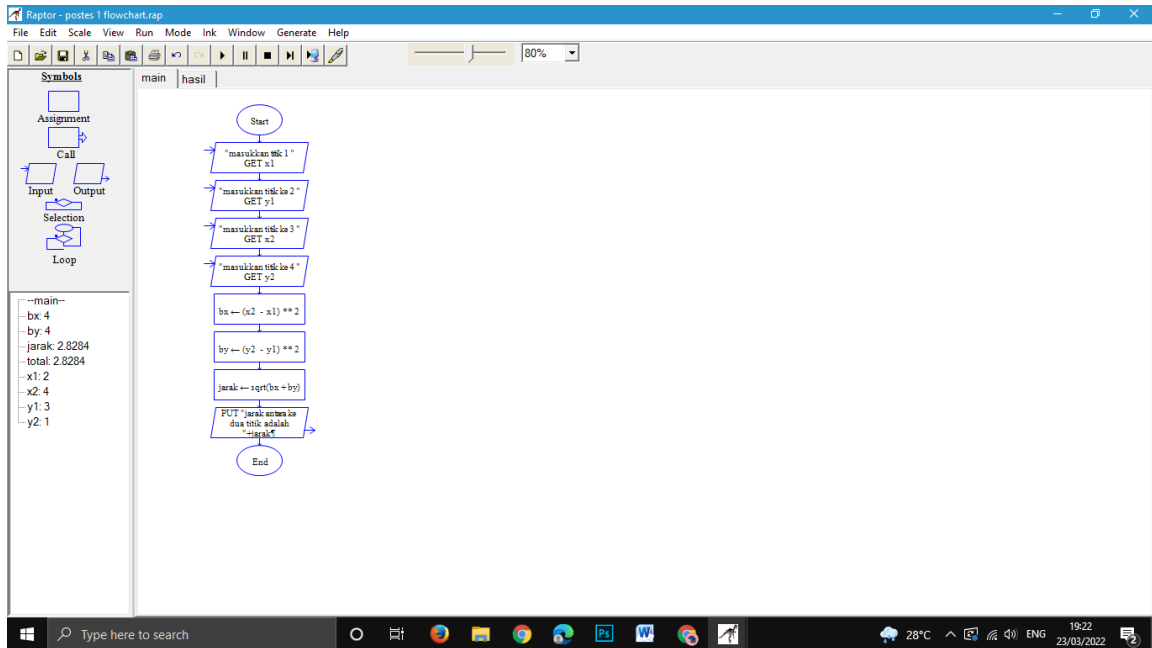 Raptor - postes 1 flowchart.rap
File Edit Scale View Run Mode Ink Window Generate Help
80%
Symbols
Assignment
Call
Input Output
Selection
Loop
main hasil
Start
"masukkan titik 1 "
GET x1
"masukkan titik ke 2 "
GET y1
"masukkan titik ke 3 "
GET x2
"masukkan titik ke 4 "
GET y2
bx ← (x2 - x1) ** 2
by ← (y2 - y1) ** 2
jarak ← sqrt(bx + by)
PUT "jarak antara ke
dua titik adalah
"+jarak¶
End
--main--
bx: 4
by: 4
jarak: 2.8284
total: 2.8284
x1: 2
x2: 4
y1: 3
y2: 1
Type here to search
Ps
W
28°C
ENG
19:22
23/03/2022
2